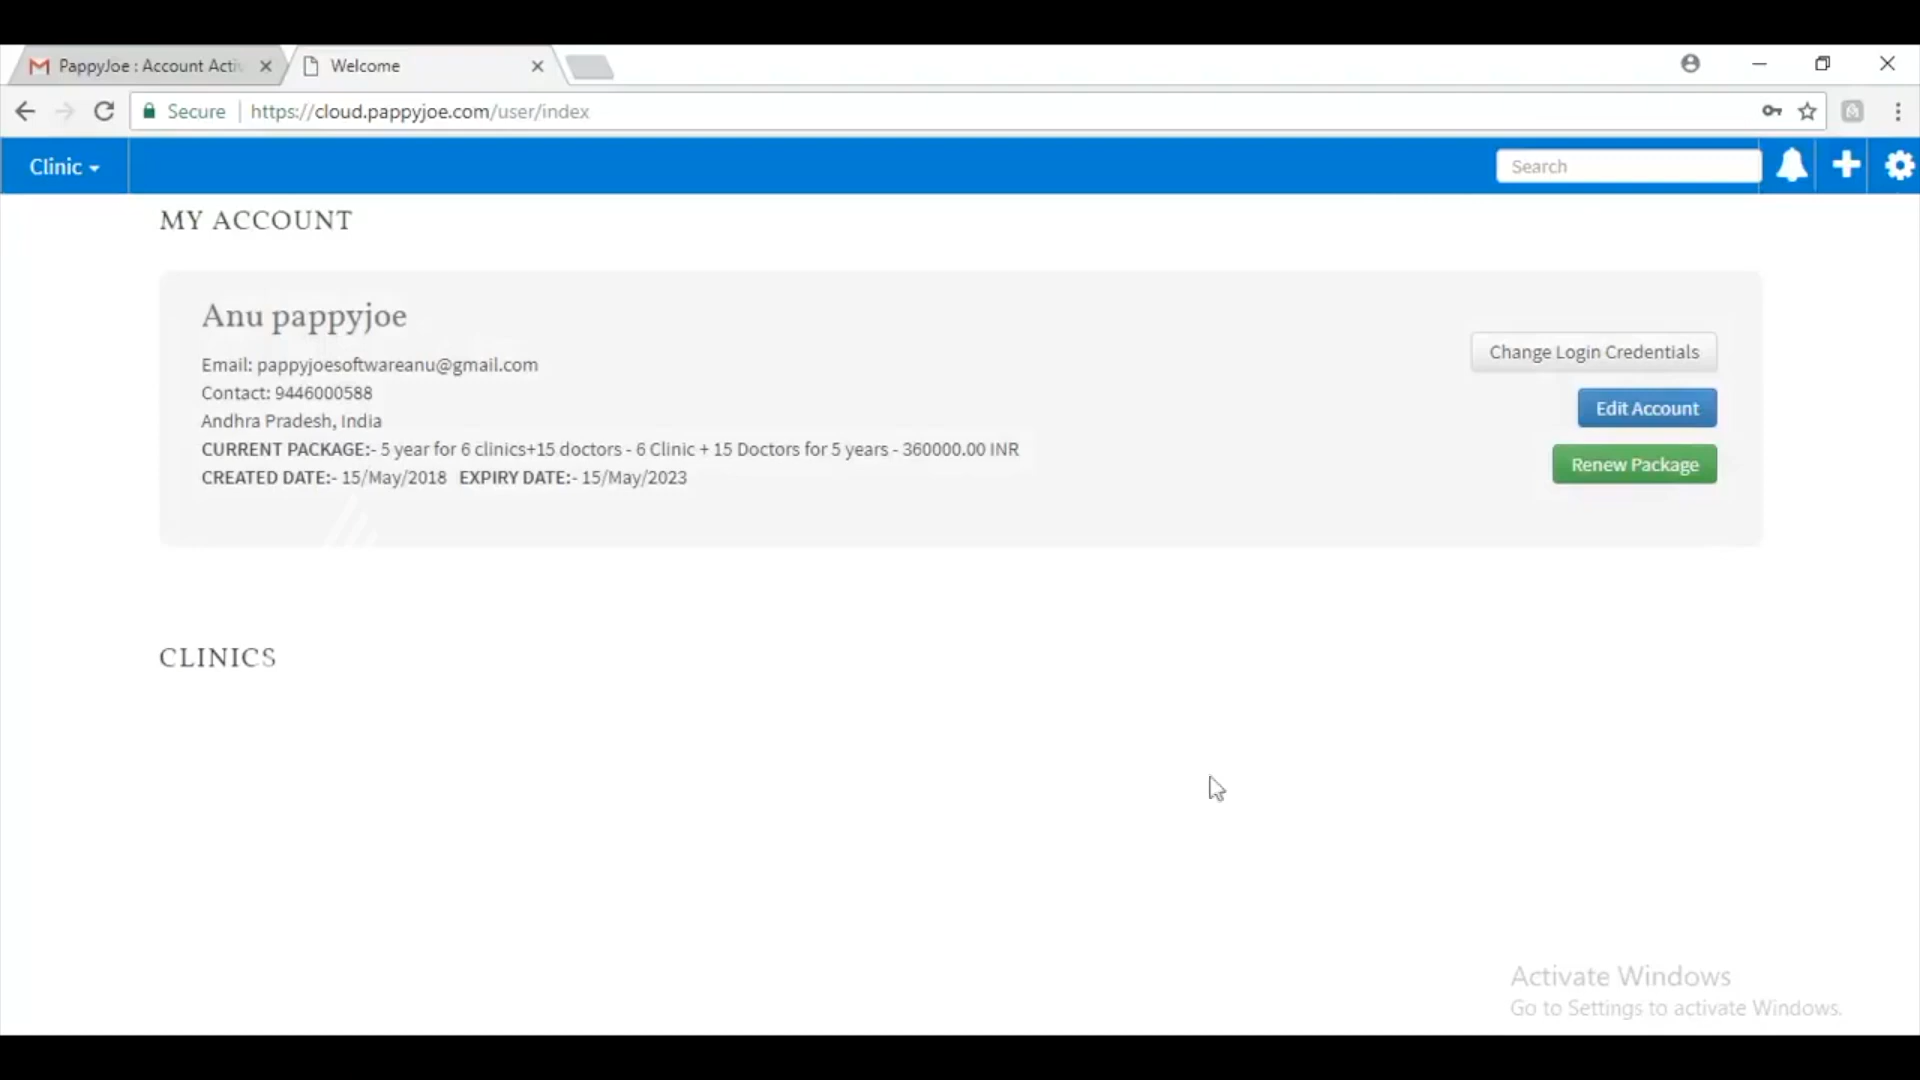 PappyJoe : Account Activ
Welcome
Secure
https://cloud.pappyjoe.com/user/index
Clinic
Search
MY ACCOUNT
Anu pappyjoe
Email: pappyjoesoftwareanu@gmail.com
Contact: 9446000588
Andhra Pradesh, India
CURRENT PACKAGE:- 5 year for 6 clinics+15 doctors - 6 Clinic + 15 Doctors for 5 years - 360000.00 INR
CREATED DATE:- 15/May/2018 EXPIRY DATE:- 15/May/2023
Change Login Credentials
Edit Account
Renew Package
CLINICS
Activate Windows
Go to Settings to activate Windows.